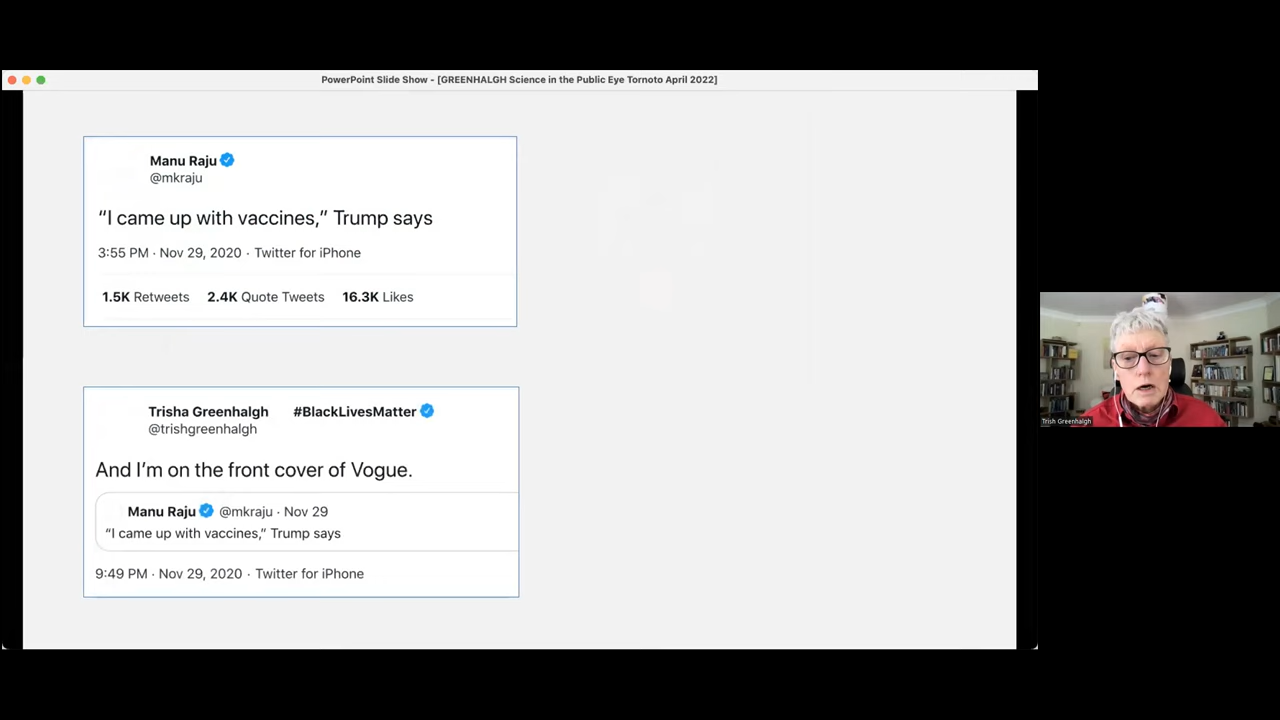 PowerPoint Slide Show - [GREENHALGH Science in the Public Eye Tornoto April 2022]
Manu Raju
@mkraju
“I came up with vaccines,” Trump says
3:55 PM · Nov 29, 2020 · Twitter for iPhone
1.5K Retweets 2.4K Quote Tweets 16.3K Likes
Trisha Greenhalgh #BlackLivesMatter
@trishgreenhalgh
And I’m on the front cover of Vogue.
Manu Raju @mkraju · Nov 29
“I came up with vaccines,” Trump says
9:49 PM · Nov 29, 2020 · Twitter for iPhone
Trish Greenhalgh